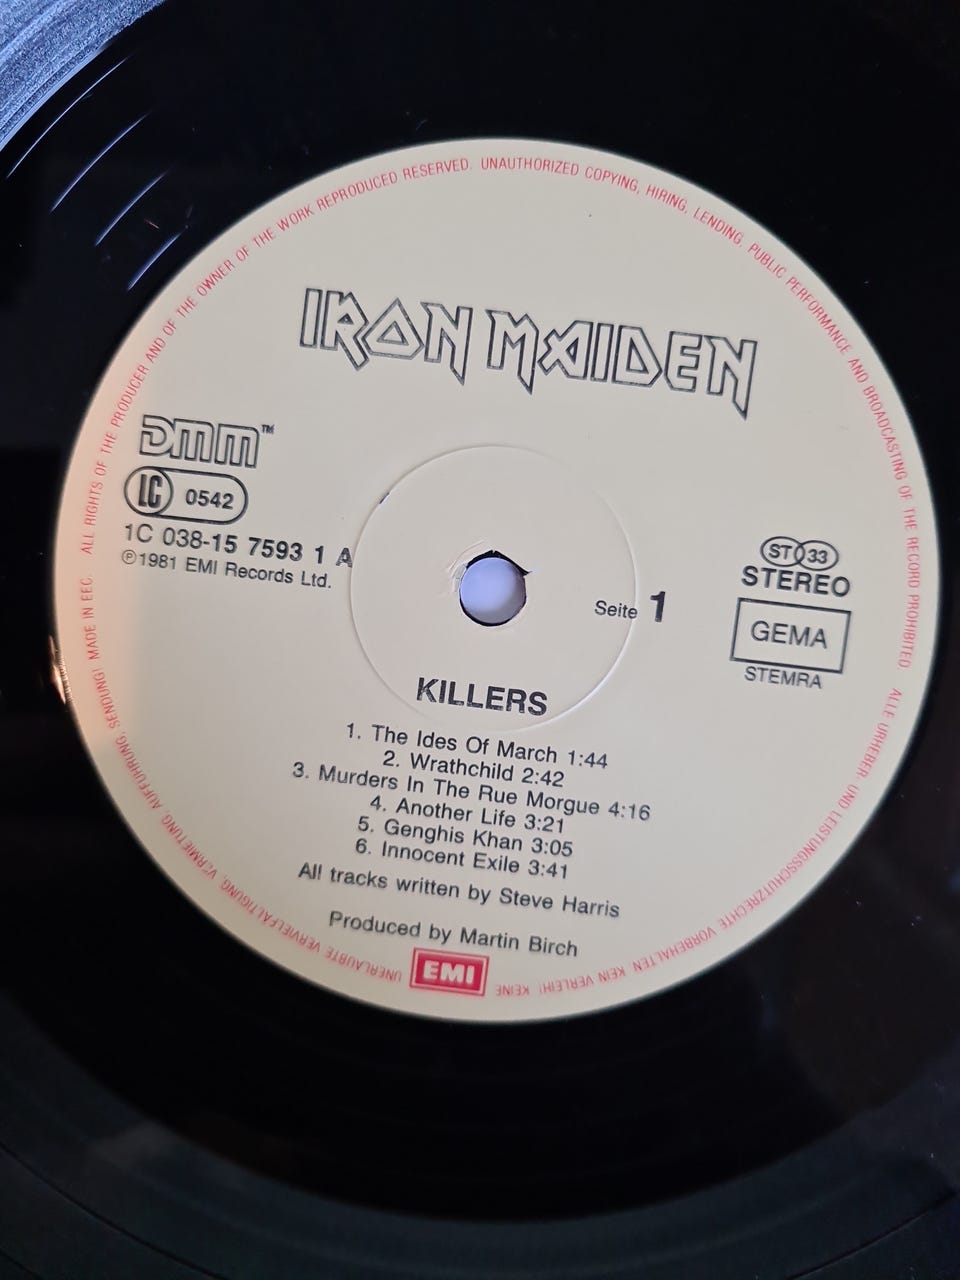 ALL RIGHTS OF THE PRODUCER AND OF THE OWNER OF THE WORK REPRODUCED RESERVED. UNAUTHORIZED COPYING, HIRING, LENDING, PUBLIC PERFORMANCE AND BROADCASTING OF THE RECORD PROHIBITED
ALLE URHEBER- UND LEISTUNGSSCHUTZRECHTE VORBEHALTEN KEIN VERLEIH! KEINE
UNERLAUBTE VERVIELFÄLTIGUNG, VERMIETUNG, AUFFÜHRUNG, SENDUNG! MADE IN EEC.
IRON MAIDEN
DMM™
LC 0542
1C 038-15 7593 1 A
℗1981 EMI Records Ltd.
ST 33
STEREO
GEMA
STEMRA
Seite 1
KILLERS
1. The Ides Of March 1:44
2. Wrathchild 2:42
3. Murders In The Rue Morgue 4:16
4. Another Life 3:21
5. Genghis Khan 3:05
6. Innocent Exile 3:41
All tracks written by Steve Harris
Produced by Martin Birch
EMI